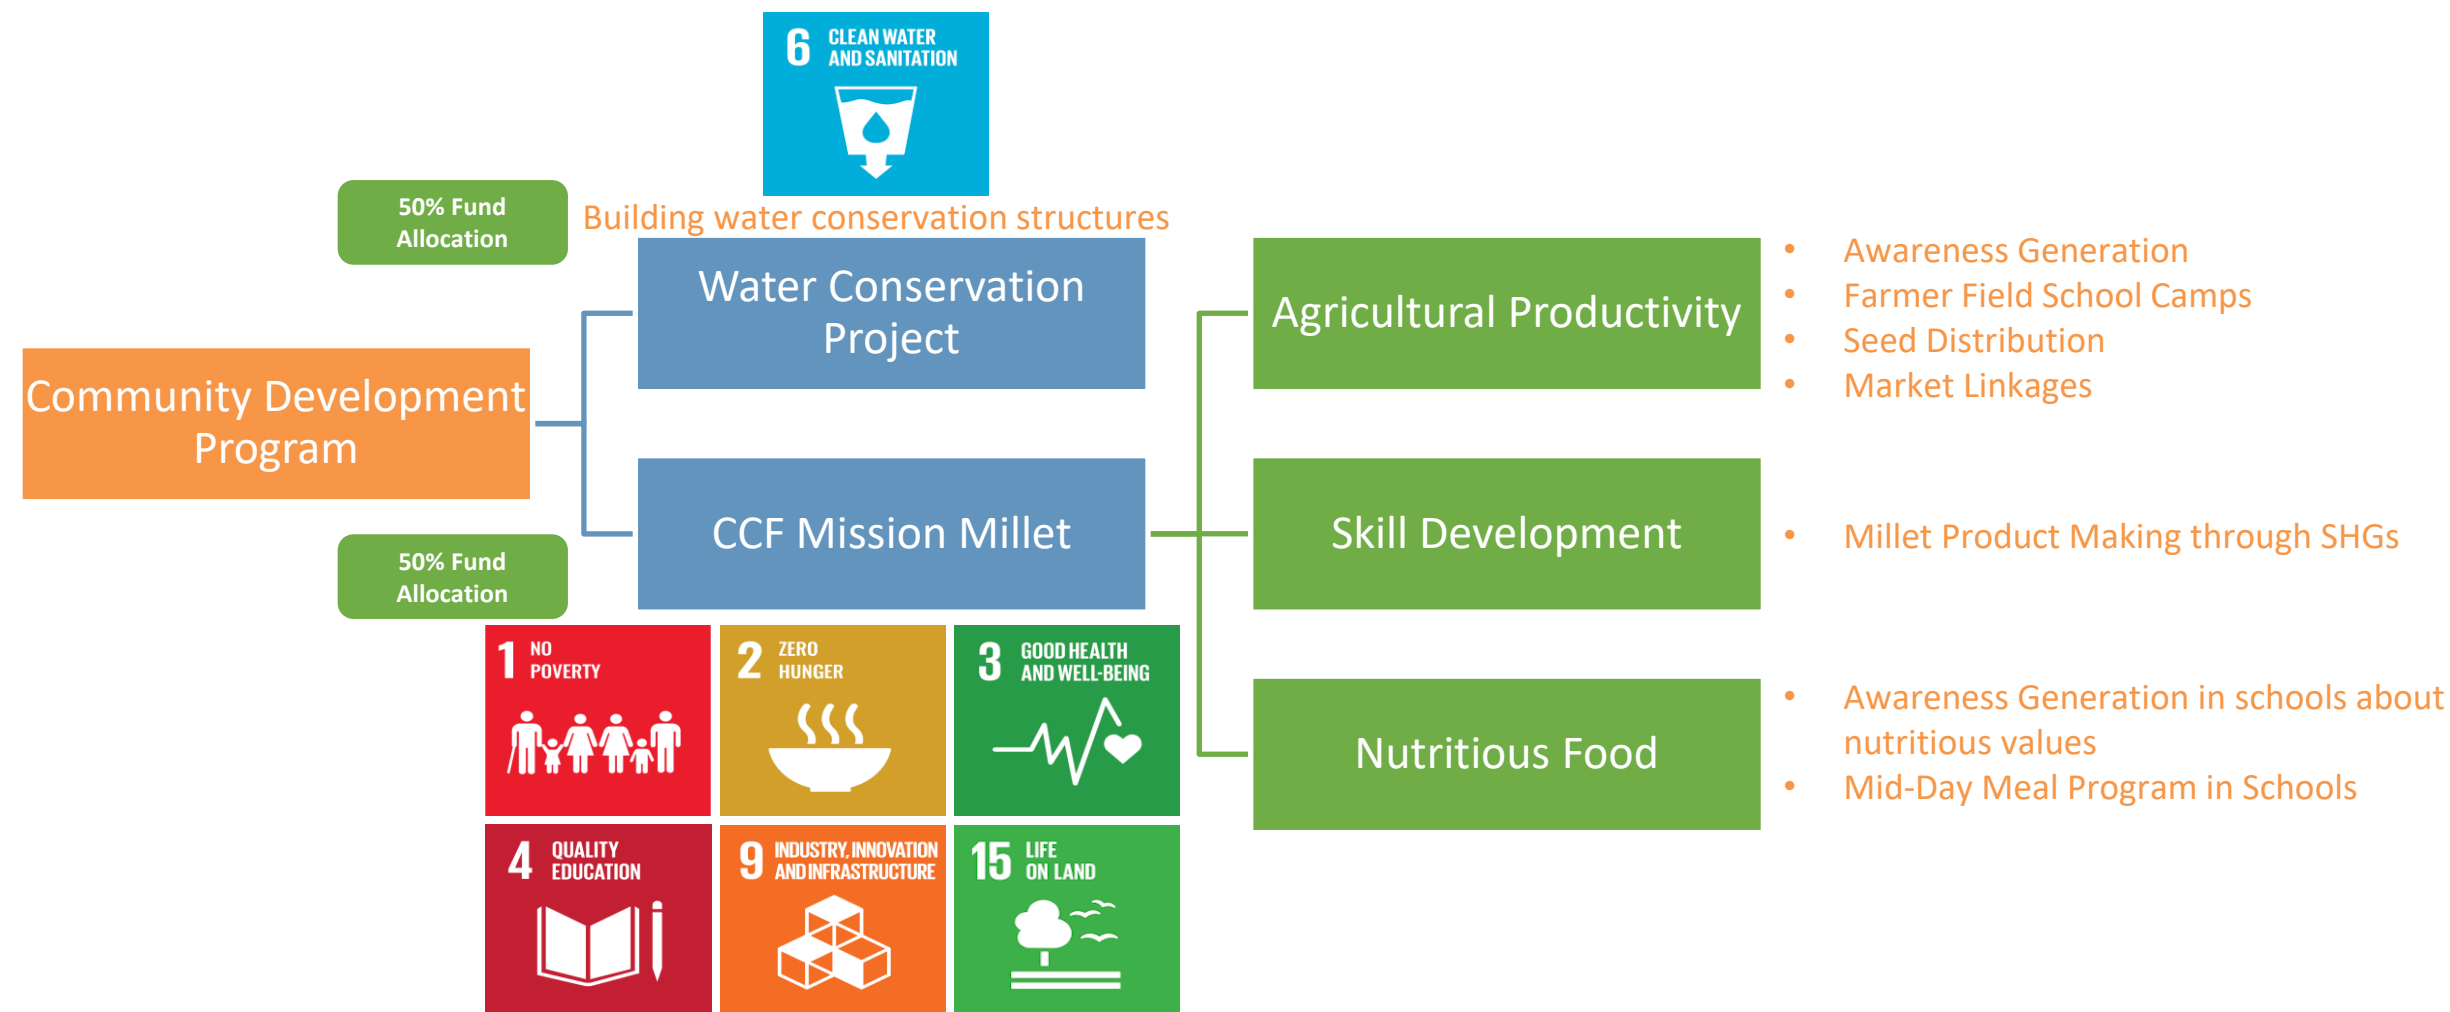 6 CLEAN WATER
AND SANITATION
50% Fund
Allocation
Building water conservation structures
Water Conservation
Project
Community Development
Program
CCF Mission Millet
50% Fund
Allocation
Agricultural Productivity
• Awareness Generation
• Farmer Field School Camps
• Seed Distribution
• Market Linkages
Skill Development
• Millet Product Making through SHGs
Nutritious Food
• Awareness Generation in schools about
nutritious values
• Mid-Day Meal Program in Schools
1 NO
POVERTY
2 ZERO
HUNGER
3 GOOD HEALTH
AND WELL-BEING
4 QUALITY
EDUCATION
9 INDUSTRY, INNOVATION
AND INFRASTRUCTURE
15 LIFE
ON LAND